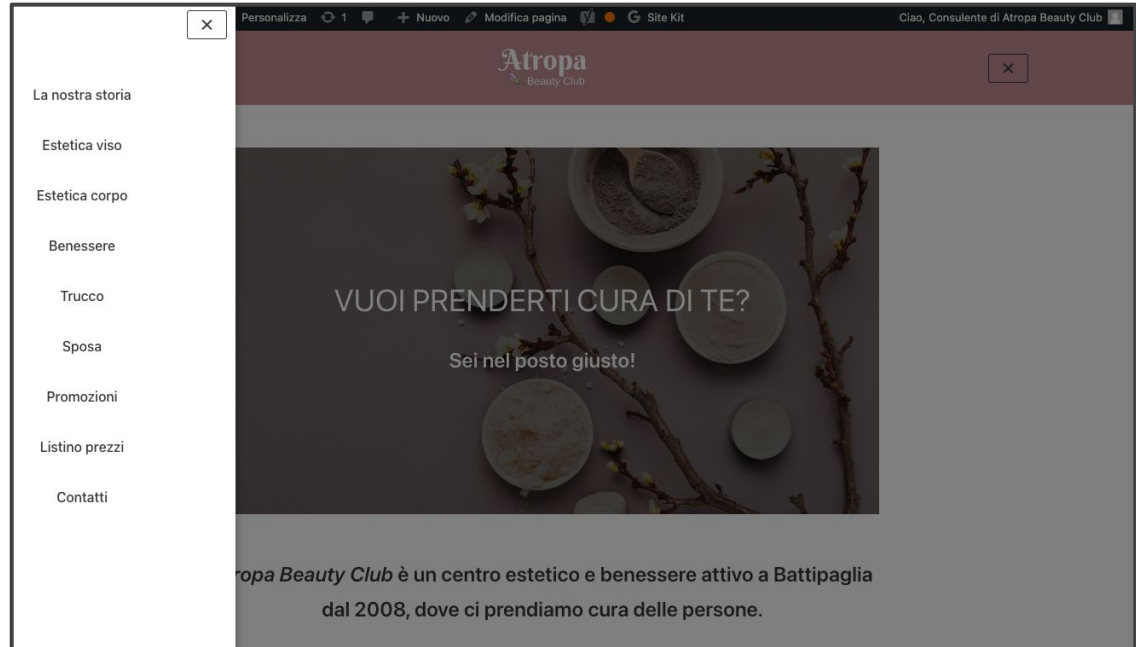 Personalizza 1 Nuovo Modifica pagina Site Kit Ciao, Consulente di Atropa Beauty Club
Atropa
Beauty Club
La nostra storia
Estetica viso
Estetica corpo
Benessere
Trucco
Sposa
Promozioni
Listino prezzi
Contatti
VUOI PRENDERTI CURA DI TE?
Sei nel posto giusto!
ropa Beauty Club è un centro estetico e benessere attivo a Battipaglia
dal 2008, dove ci prendiamo cura delle persone.